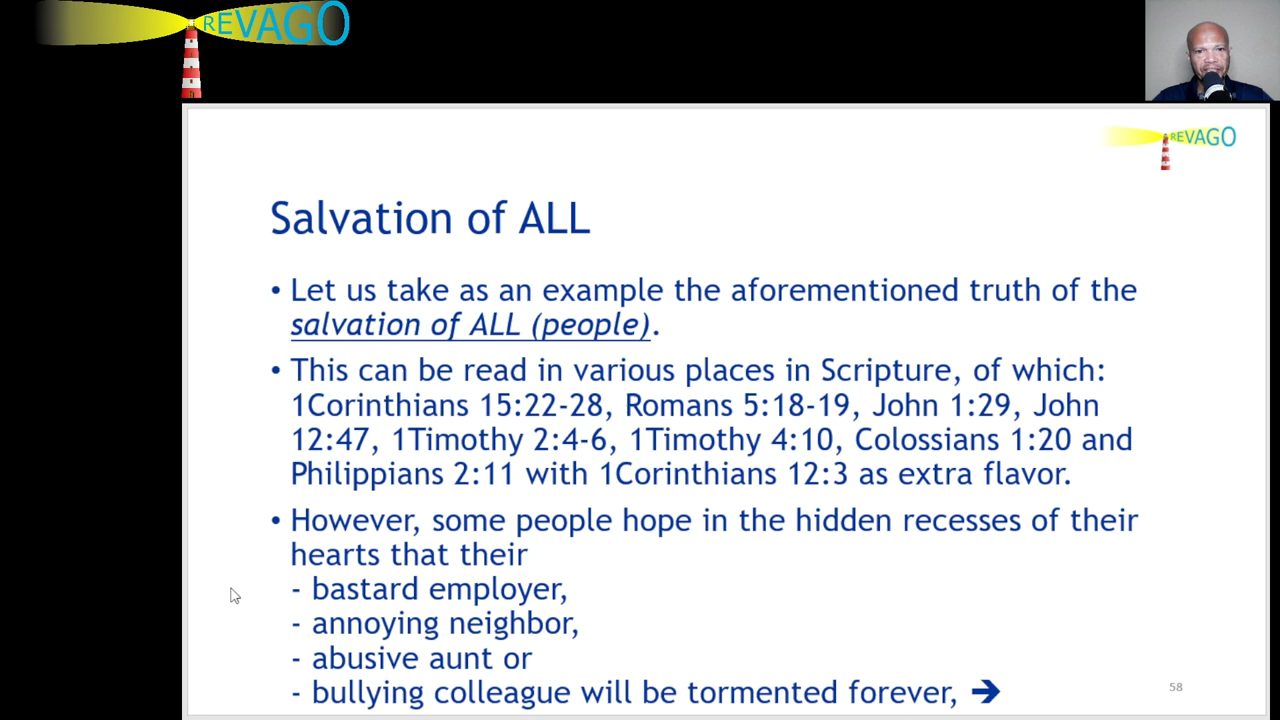 REVAGO
REVAGO
Salvation of ALL
• Let us take as an example the aforementioned truth of the
salvation of ALL (people).
• This can be read in various places in Scripture, of which:
1Corinthians 15:22-28, Romans 5:18-19, John 1:29, John
12:47, 1Timothy 2:4-6, 1Timothy 4:10, Colossians 1:20 and
Philippians 2:11 with 1Corinthians 12:3 as extra flavor.
• However, some people hope in the hidden recesses of their
hearts that their
- bastard employer,
- annoying neighbor,
- abusive aunt or
- bullying colleague will be tormented forever, ➔
58